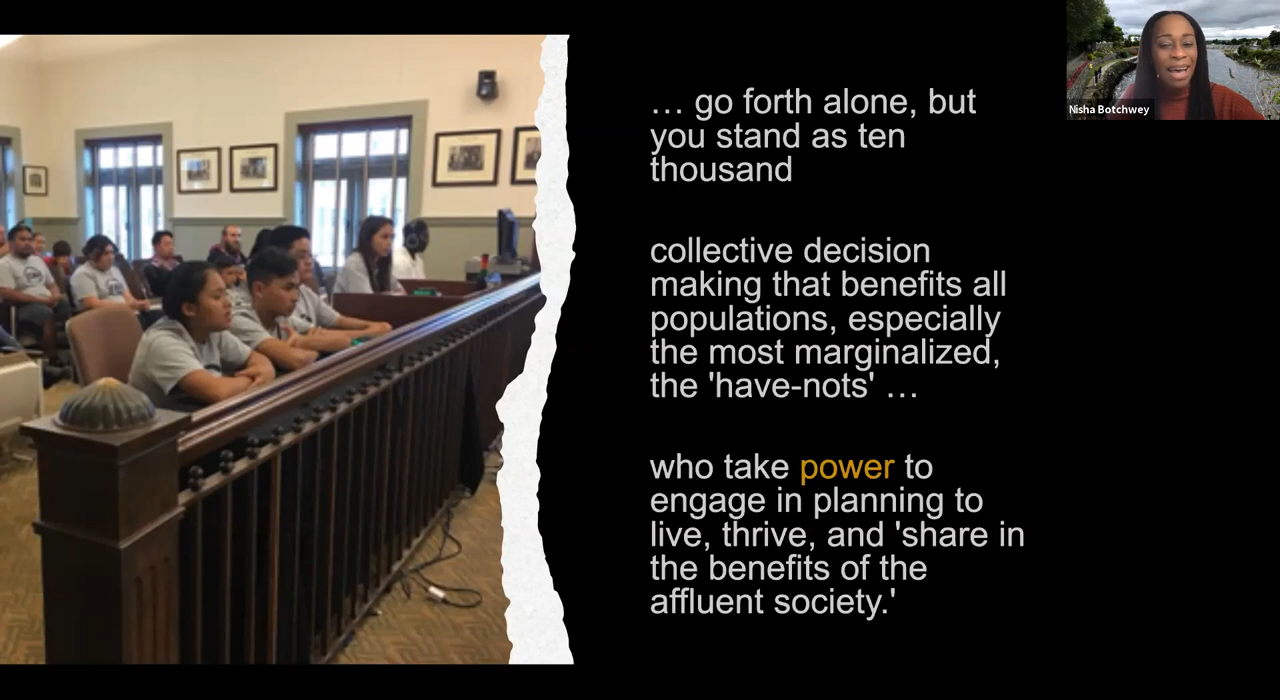 Nisha Botchwey
… go forth alone, but
you stand as ten
thousand
collective decision
making that benefits all
populations, especially
the most marginalized,
the 'have-nots' …
who take power to
engage in planning to
live, thrive, and 'share in
the benefits of the
affluent society.'